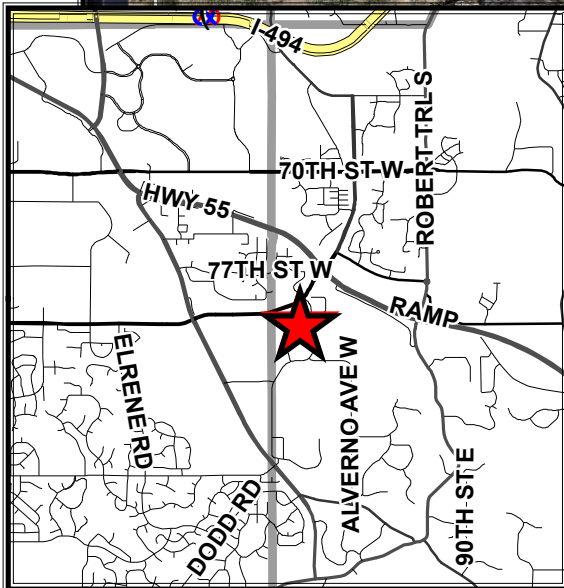 I-494
ROBERT TRL S
70TH ST W
HWY 55
77TH ST W
RAMP
ELRENE RD
ALVERNO AVE W
90TH ST E
DODD RD